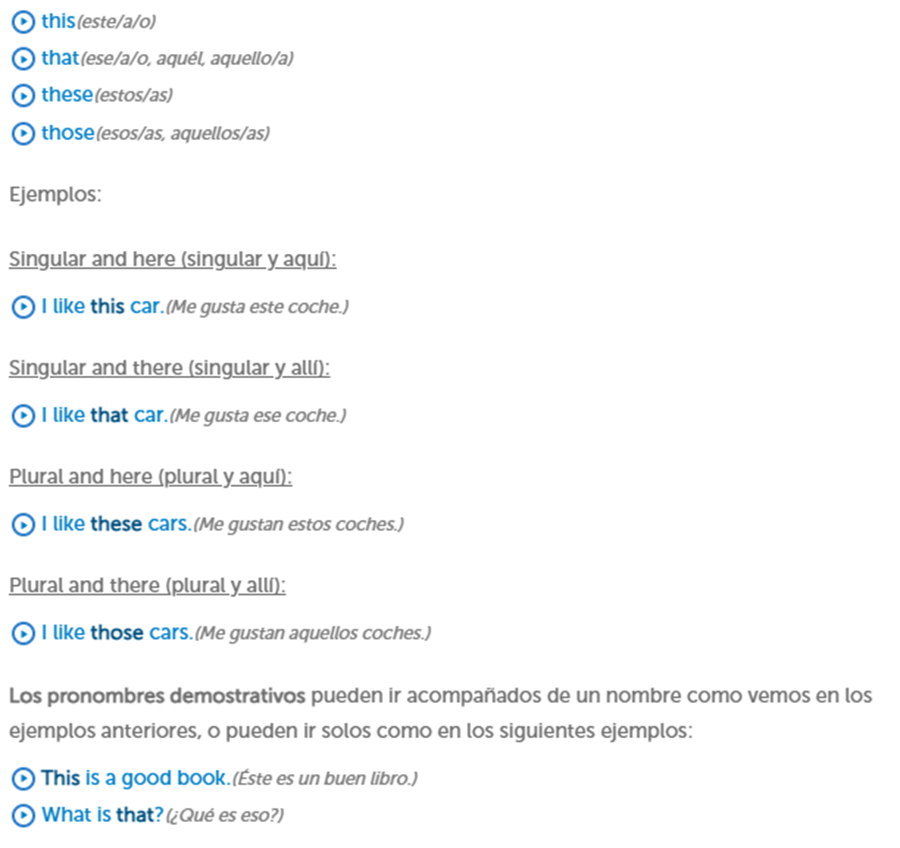 this (este/a/o)
that (ese/a/o, aquél, aquello/a)
these (estos/as)
those (esos/as, aquellos/as)
Ejemplos:
Singular and here (singular y aquí):
I like this car. (Me gusta este coche.)
Singular and there (singular y allí):
I like that car. (Me gusta ese coche.)
Plural and here (plural y aquí):
I like these cars. (Me gustan estos coches.)
Plural and there (plural y allí):
I like those cars. (Me gustan aquellos coches.)
Los pronombres demostrativos pueden ir acompañados de un nombre como vemos en los
ejemplos anteriores, o pueden ir solos como en los siguientes ejemplos:
This is a good book. (Éste es un buen libro.)
What is that? (¿Qué es eso?)